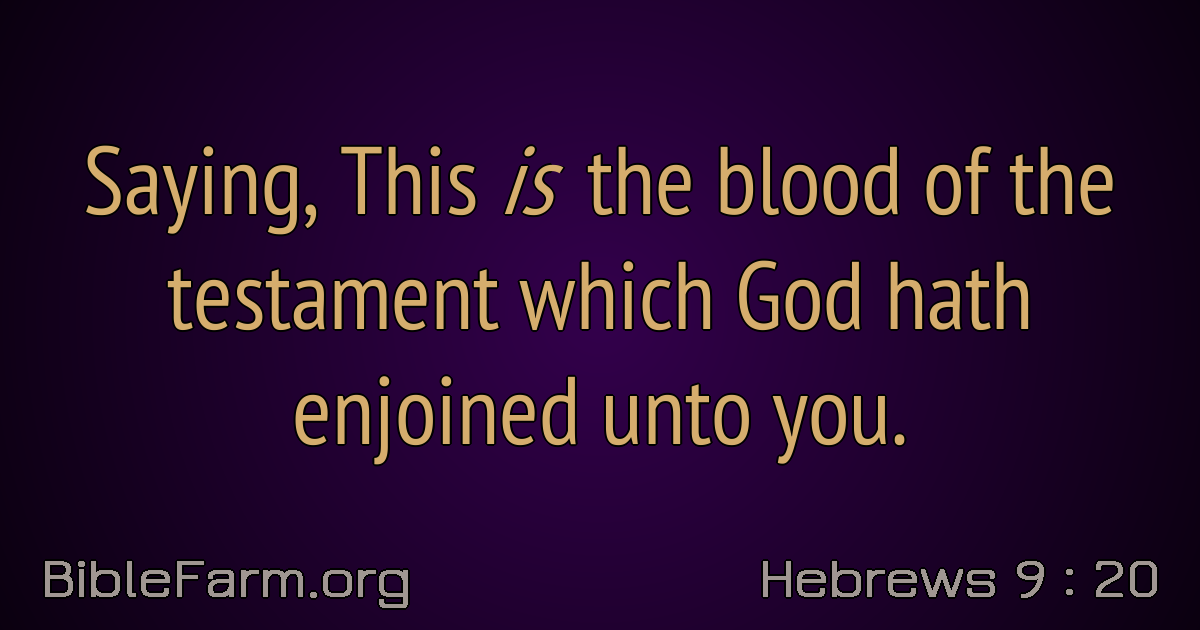 Saying, This is the blood of the
testament which God hath
enjoined unto you.
BibleFarm.org
Hebrews 9 : 20